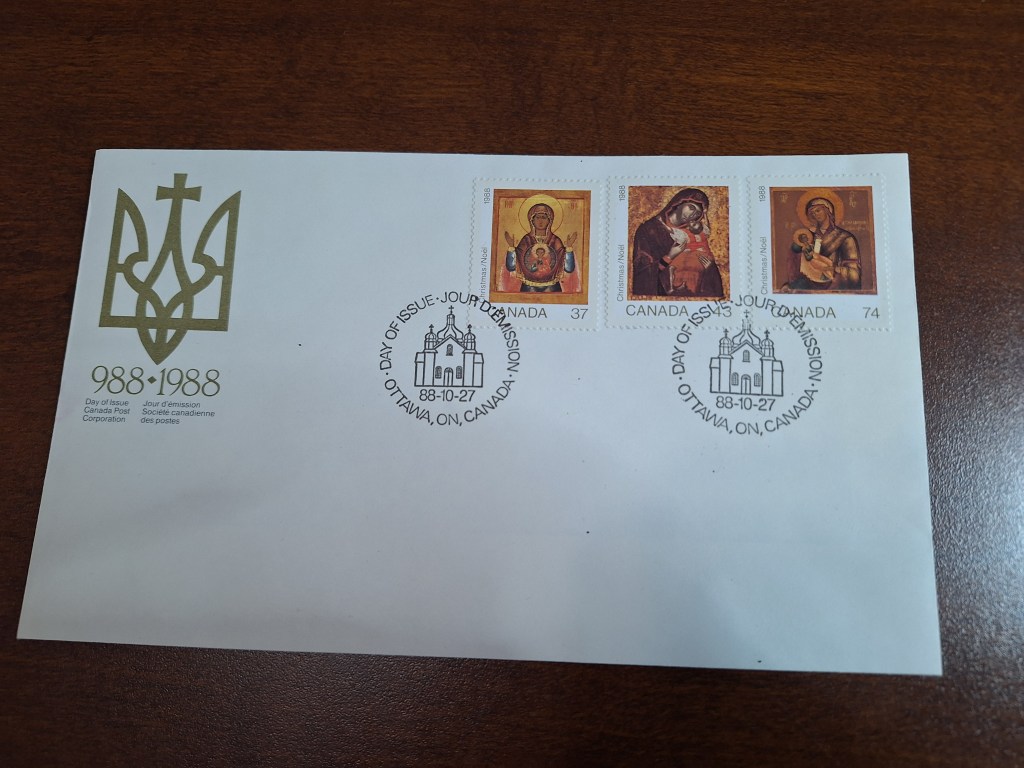 988•1988
Day of Issue Jour d'émission
Canada Post Société canadienne
Corporation des postes
1988
Christmas/Noël
CANADA 37
1988
Christmas/Noël
CANADA 43
1988
Christmas/Noël
CANADA 74
• DAY OF ISSUE • JOUR D'ÉMISSION •
88-10-27
OTTAWA, ON, CANADA
• DAY OF ISSUE • JOUR D'ÉMISSION •
88-10-27
OTTAWA, ON, CANADA